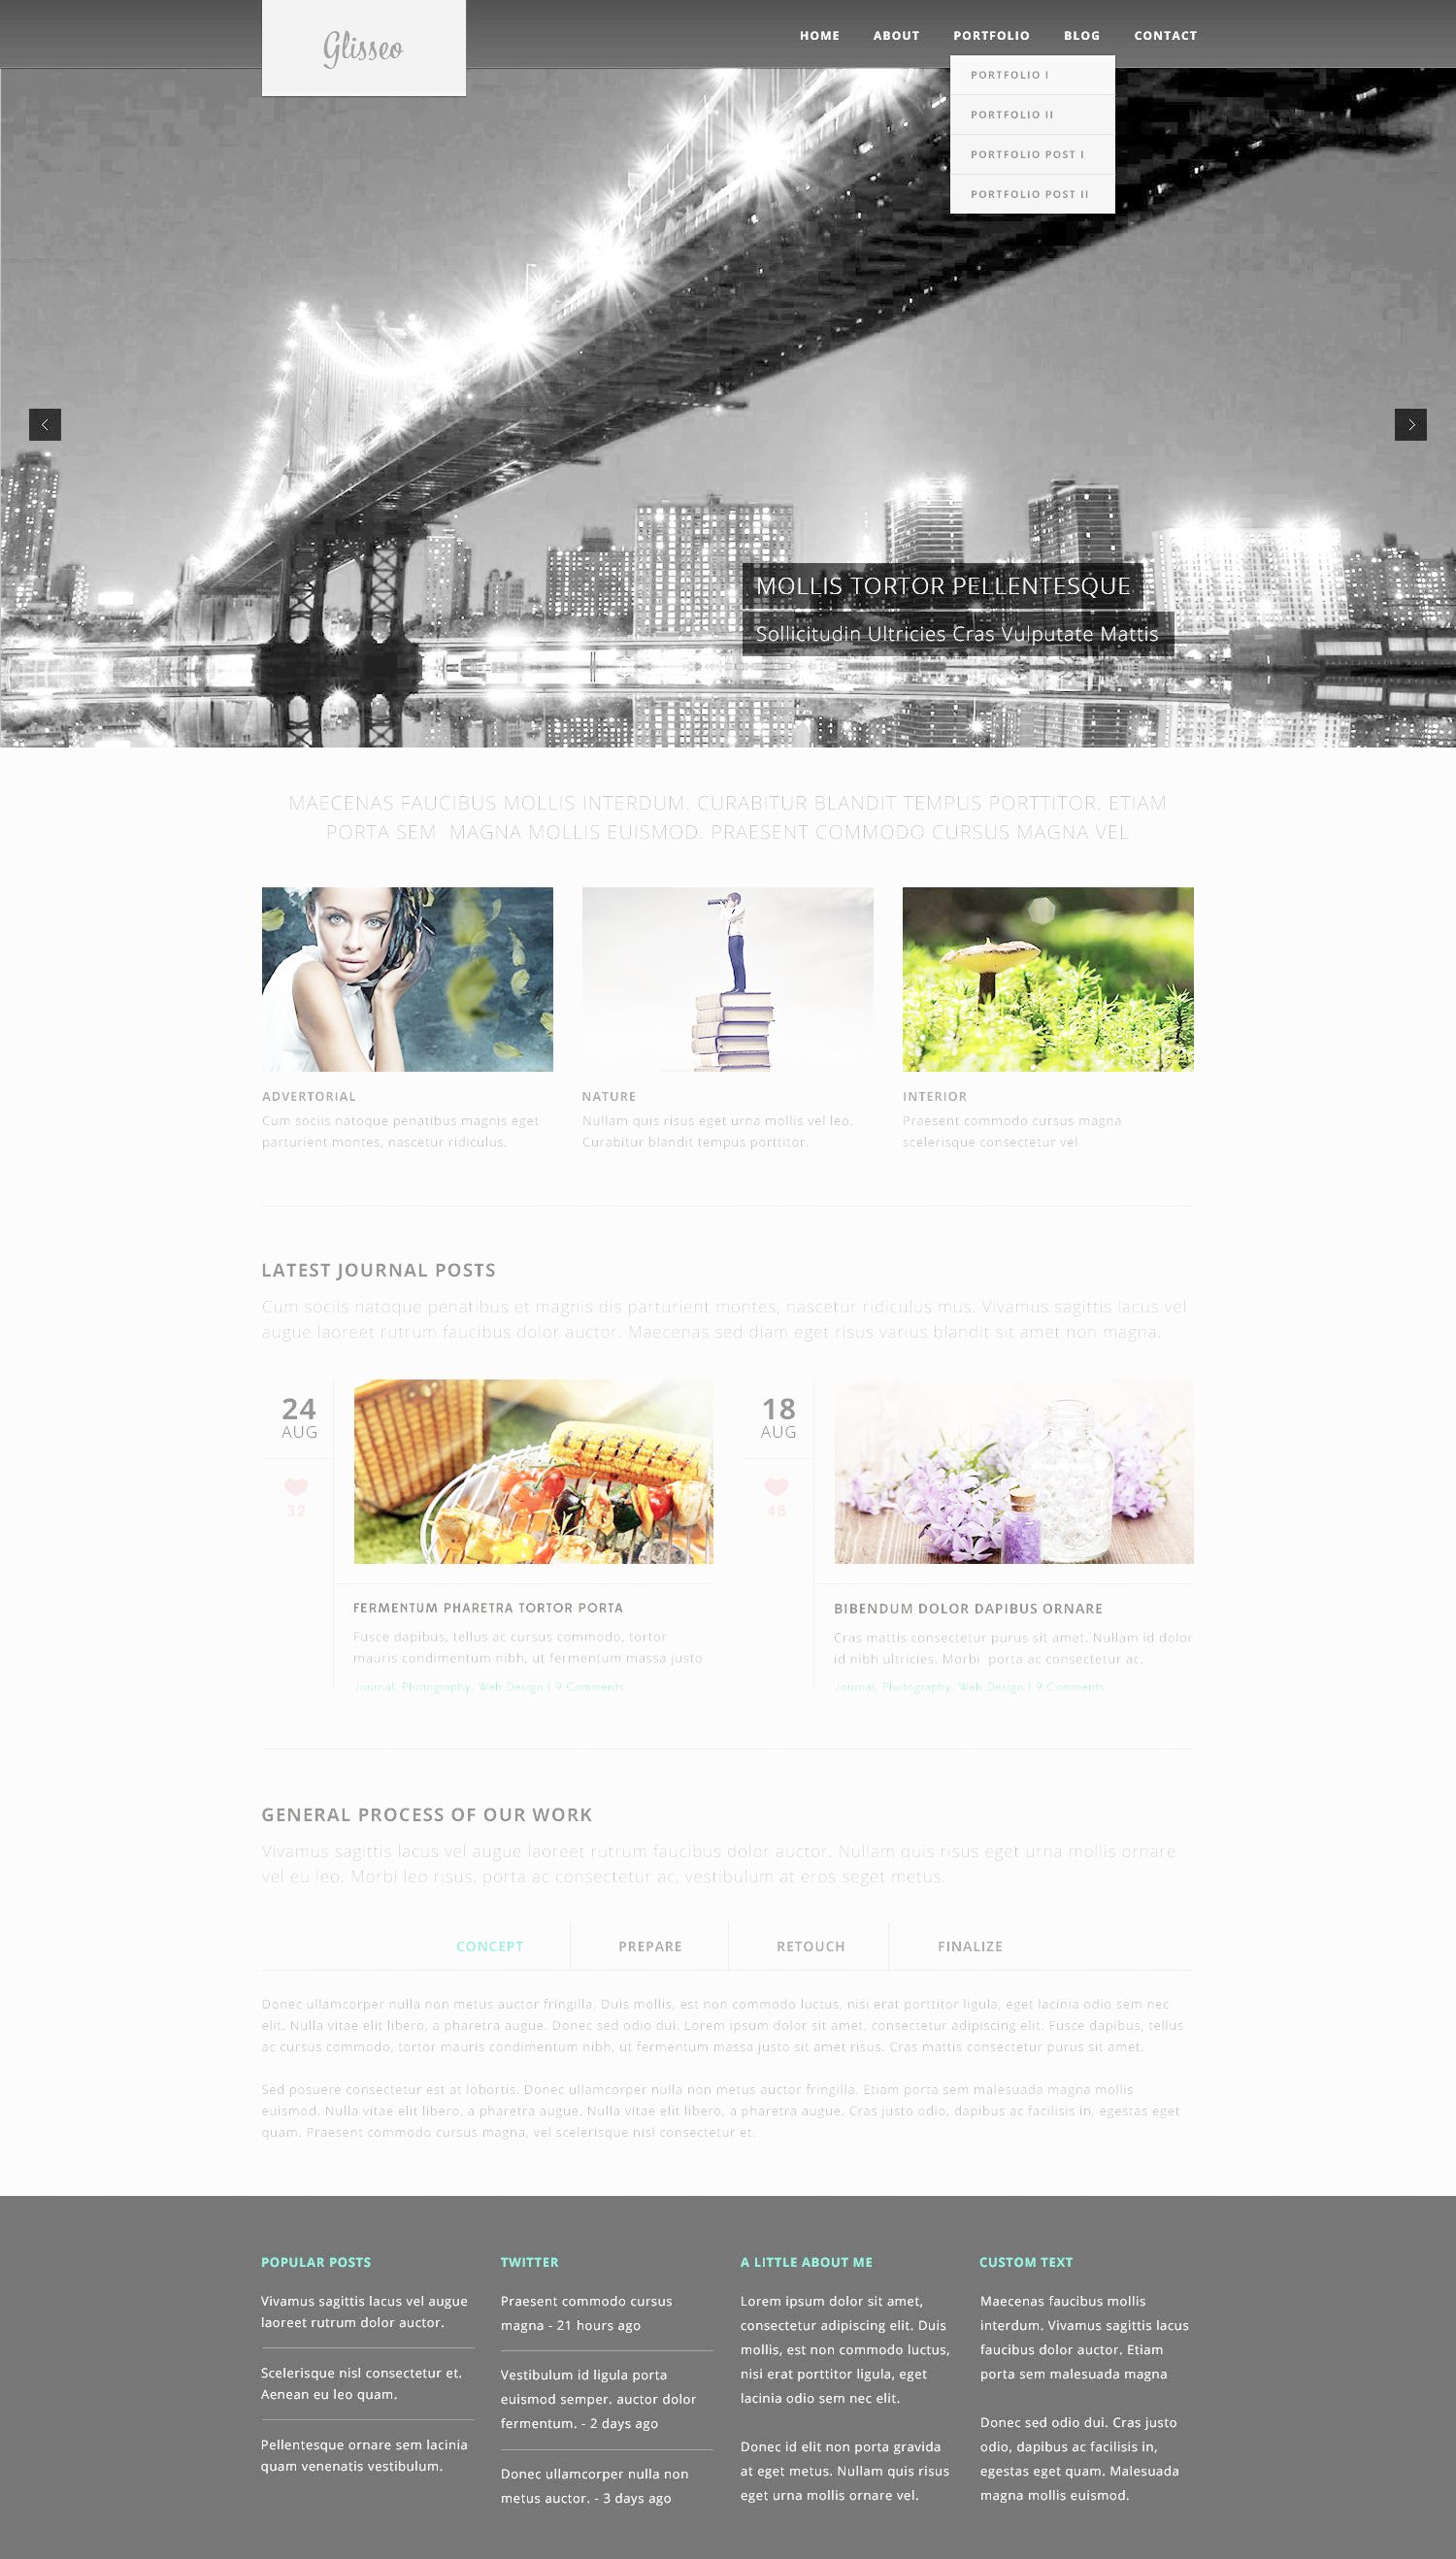 Glisseo
HOME ABOUT PORTFOLIO BLOG CONTACT
PORTFOLIO I
PORTFOLIO II
PORTFOLIO POST I
PORTFOLIO POST II
MOLLIS TORTOR PELLENTESQUE
Sollicitudin Ultricies Cras Vulputate Mattis
MAECENAS FAUCIBUS MOLLIS INTERDUM. CURABITUR BLANDIT TEMPUS PORTTITOR. ETIAM
PORTA SEM MAGNA MOLLIS EUISMOD. PRAESENT COMMODO CURSUS MAGNA VEL
ADVERTORIAL
Cum sociis natoque penatibus magnis eget
parturient montes, nascetur ridiculus.
NATURE
Nullam quis risus eget urna mollis vel leo.
Curabitur blandit tempus porttitor.
INTERIOR
Praesent commodo cursus magna
scelerisque consectetur vel
LATEST JOURNAL POSTS
Cum sociis natoque penatibus et magnis dis parturient montes, nascetur ridiculus mus. Vivamus sagittis lacus vel
augue laoreet rutrum faucibus dolor auctor. Maecenas sed diam eget risus varius blandit sit amet non magna.
24
AUG
32
FERMENTUM PHARETRA TORTOR PORTA
Fusce dapibus, tellus ac cursus commodo, tortor
mauris condimentum nibh, ut fermentum massa justo
Journal, Photography, Web Design | 9 Comments
18
AUG
48
BIBENDUM DOLOR DAPIBUS ORNARE
Cras mattis consectetur purus sit amet. Nullam id dolor
id nibh ultricies. Morbi porta ac consectetur ac.
Journal, Photography, Web Design | 9 Comments
GENERAL PROCESS OF OUR WORK
Vivamus sagittis lacus vel augue laoreet rutrum faucibus dolor auctor. Nullam quis risus eget urna mollis ornare
vel eu leo. Morbi leo risus, porta ac consectetur ac, vestibulum at eros seget metus.
CONCEPT PREPARE RETOUCH FINALIZE
Donec ullamcorper nulla non metus auctor fringilla. Duis mollis, est non commodo luctus, nisi erat porttitor ligula, eget lacinia odio sem nec
elit. Nulla vitae elit libero, a pharetra augue. Donec sed odio dui. Lorem ipsum dolor sit amet, consectetur adipiscing elit. Fusce dapibus, tellus
ac cursus commodo, tortor mauris condimentum nibh, ut fermentum massa justo sit amet risus. Cras mattis consectetur purus sit amet.
Sed posuere consectetur est at lobortis. Donec ullamcorper nulla non metus auctor fringilla. Etiam porta sem malesuada magna mollis
euismod. Nulla vitae elit libero, a pharetra augue. Nulla vitae elit libero, a pharetra augue. Cras justo odio, dapibus ac facilisis in, egestas eget
quam. Praesent commodo cursus magna, vel scelerisque nisl consectetur et.
POPULAR POSTS
Vivamus sagittis lacus vel augue
laoreet rutrum dolor auctor.
Scelerisque nisl consectetur et.
Aenean eu leo quam.
Pellentesque ornare sem lacinia
quam venenatis vestibulum.
TWITTER
Praesent commodo cursus
magna - 21 hours ago
Vestibulum id ligula porta
euismod semper. auctor dolor
fermentum. - 2 days ago
Donec ullamcorper nulla non
metus auctor. - 3 days ago
A LITTLE ABOUT ME
Lorem ipsum dolor sit amet,
consectetur adipiscing elit. Duis
mollis, est non commodo luctus,
nisi erat porttitor ligula, eget
lacinia odio sem nec elit.
Donec id elit non porta gravida
at eget metus. Nullam quis risus
eget urna mollis ornare vel.
CUSTOM TEXT
Maecenas faucibus mollis
interdum. Vivamus sagittis lacus
faucibus dolor auctor. Etiam
porta sem malesuada magna
Donec sed odio dui. Cras justo
odio, dapibus ac facilisis in,
egestas eget quam. Malesuada
magna mollis euismod.